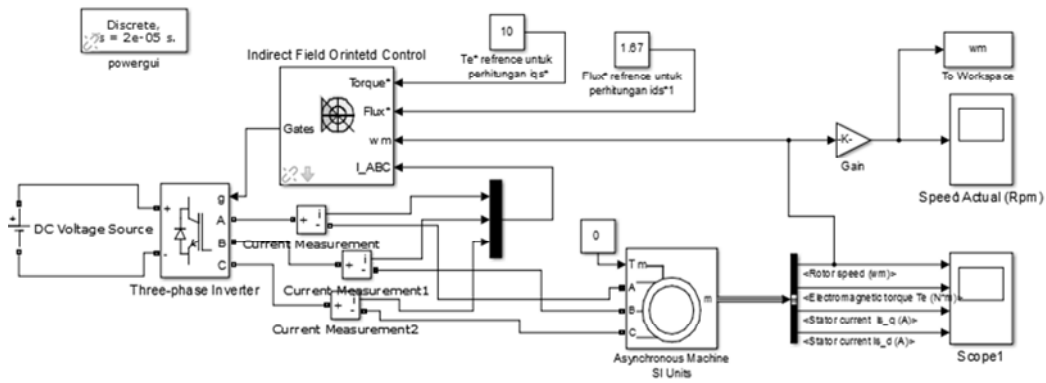 Discrete,
s = 2e-05 s.
powergui
Indirect Field Orintetd Control
Torque*
Flux*
Gates
wm
I_ABC
10
Te* refrence untuk
perhitungan iqs*
1.67
Flux* refrence untuk
perhitungan ids*1
wm
To Workspace
-K-
Gain
Speed Actual (Rpm)
DC Voltage Source
+
-
g
A
B
C
Three-phase Inverter
+
-
i
Current Measurement
+
-
i
Current Measurement1
+
-
i
Current Measurement2
0
Tm
A
B
C
m
Asynchronous Machine
SI Units
<Rotor speed (wm)>
<Electromagnetic torque Te (N*m)>
<Stator current Is_q (A)>
<Stator current Is_d (A)>
Scope1